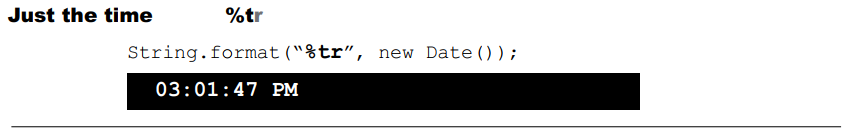 Just the time %tr
String.format(“%tr”, new Date());
03:01:47 PM